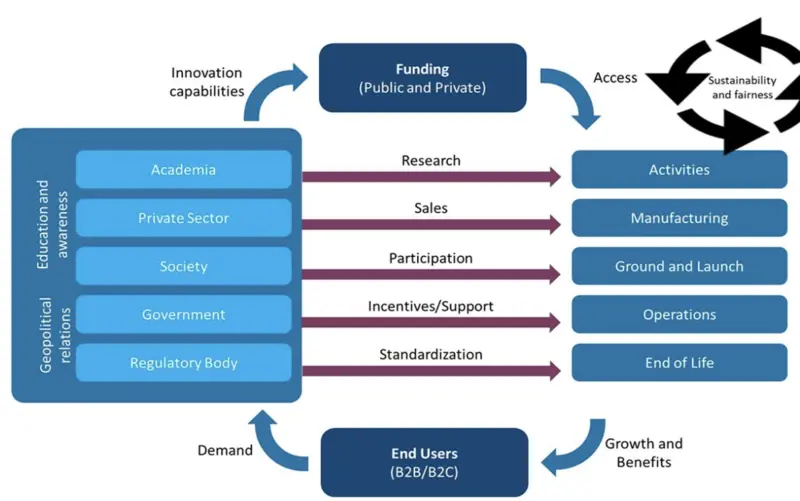 Innovation
capabilities
Funding
(Public and Private)
Access
Sustainability
and fairness
Education and
awareness
Geopolitical
relations
Academia
Research
Activities
Private Sector
Sales
Manufacturing
Society
Participation
Ground and Launch
Government
Incentives/Support
Operations
Regulatory Body
Standardization
End of Life
Demand
End Users
(B2B/B2C)
Growth and
Benefits